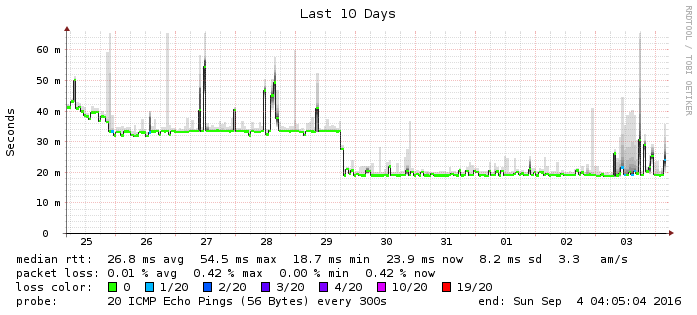 Last 10 Days
RRDTOOL / TOBI OETIKER
Seconds
60 m
50 m
40 m
30 m
20 m
10 m
0
25 26 27 28 29 30 31 01 02 03
median rtt: 26.8 ms avg 54.5 ms max 18.7 ms min 23.9 ms now 8.2 ms sd 3.3 am/s
packet loss: 0.01 % avg 0.42 % max 0.00 % min 0.42 % now
loss color: 0 1/20 2/20 3/20 4/20 10/20 19/20
probe: 20 ICMP Echo Pings (56 Bytes) every 300s end: Sun Sep 4 04:05:04 2016